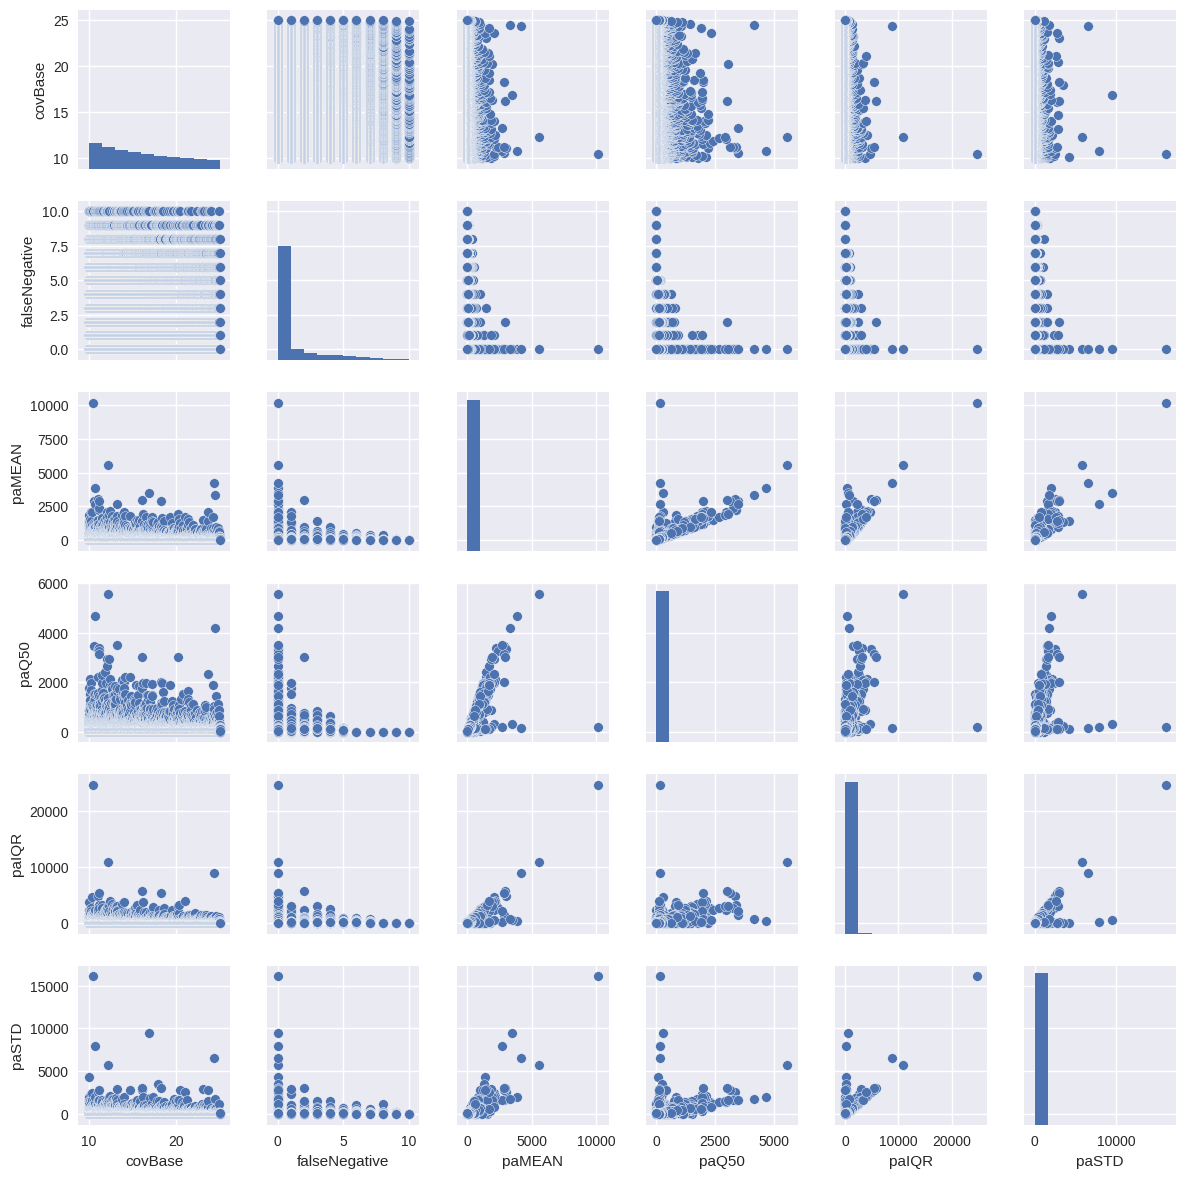 25
20
15
10
covBase
10.0
7.5
5.0
2.5
0.0
falseNegative
10000
7500
5000
2500
0
paMEAN
6000
4000
2000
0
paQ50
20000
10000
0
paIQR
15000
10000
5000
0
paSTD
10 20
0 5 10
0 5000 10000
0 2500 5000
0 10000 20000
0 10000
covBase falseNegative paMEAN paQ50 paIQR paSTD